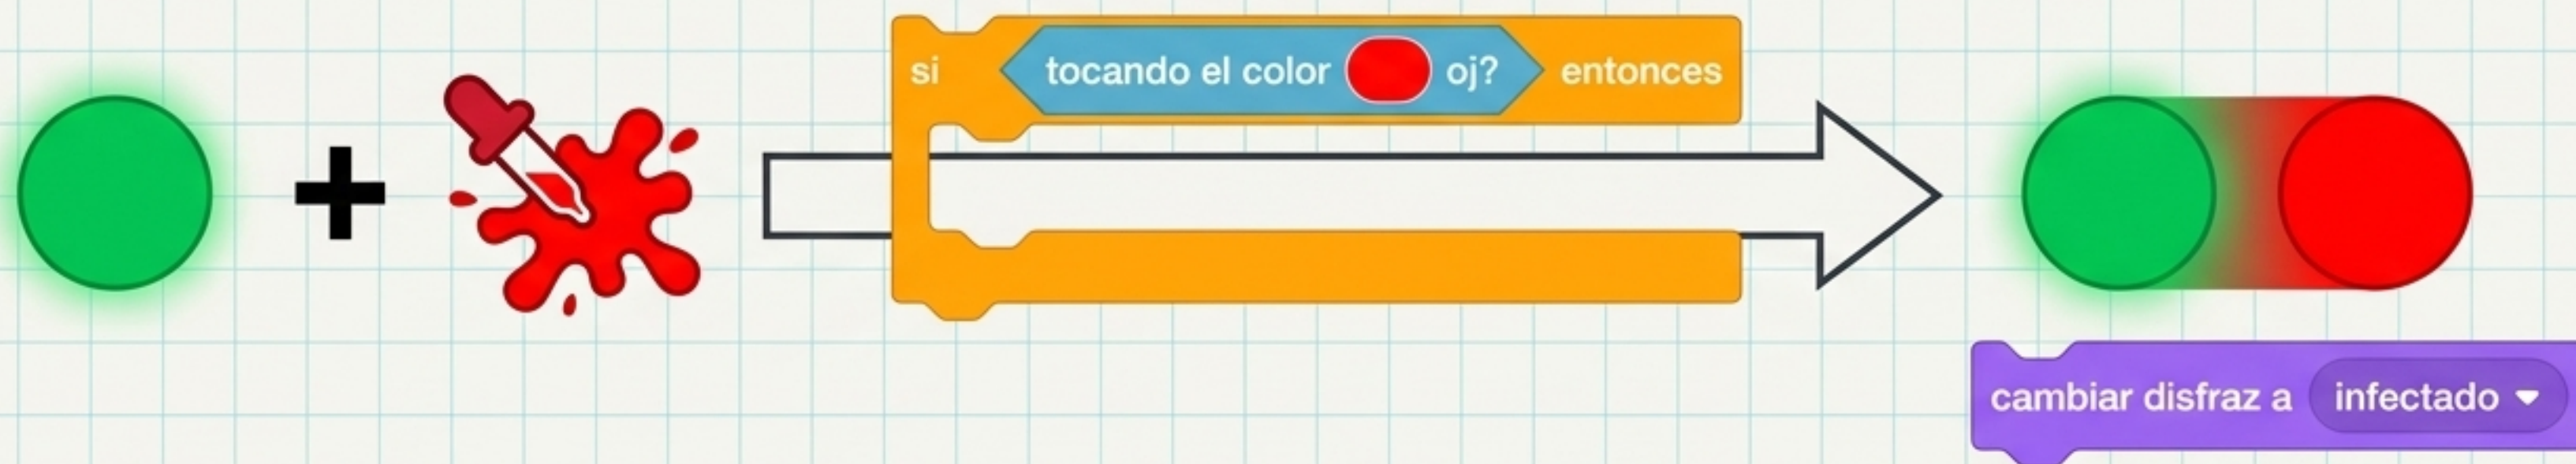 si tocando el color oj? entonces
cambiar disfraz a infectado